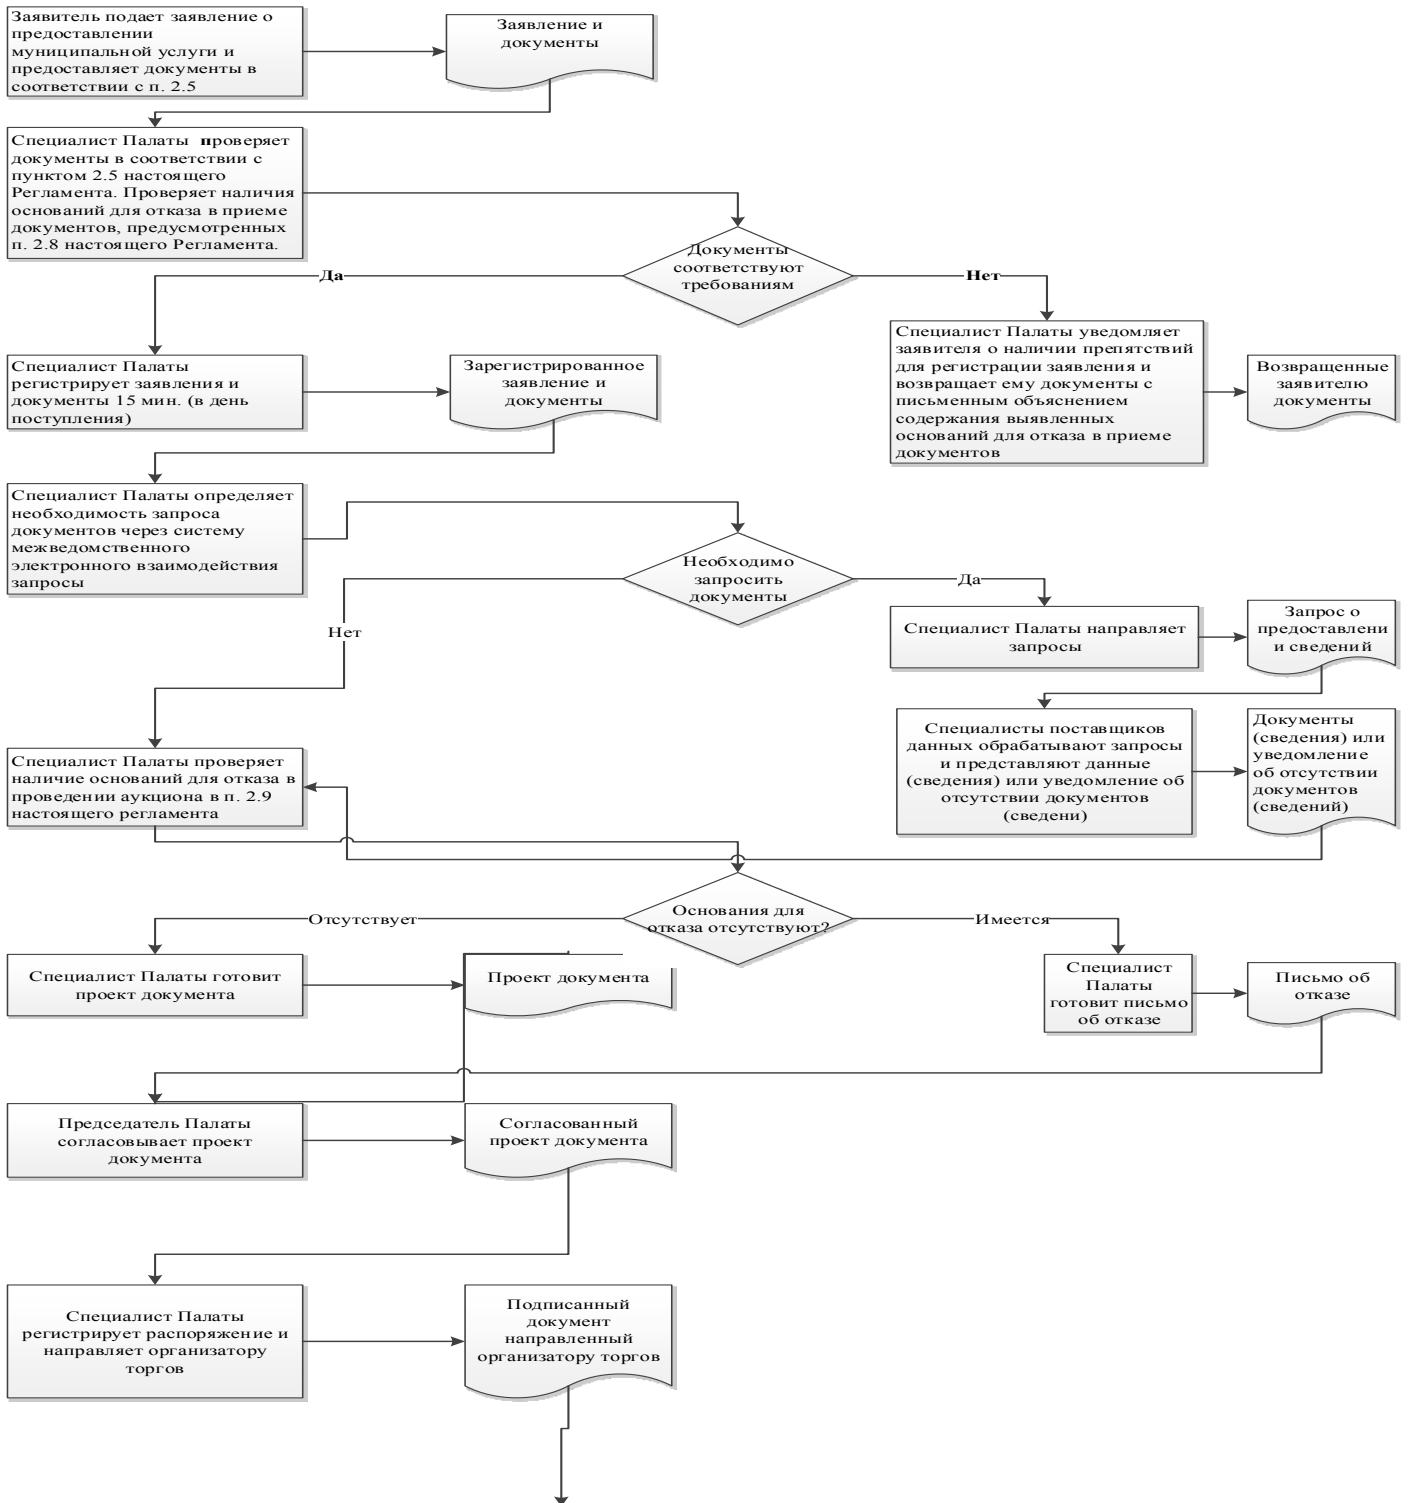 Заявитель подает заявление о
предоставлении
муниципальной услуги и
предоставляет документы в
соответствии с п. 2.5
Заявление и
документы
Специалист Палаты проверяет
документы в соответствии с
пунктом 2.5 настоящего
Регламента. Проверяет наличия
оснований для отказа в приеме
документов, предусмотренных
п. 2.8 настоящего Регламента.
Документы
соответствуют
требованиям
Да
Нет
Специалист Палаты
регистрирует заявления и
документы 15 мин. (в день
поступления)
Зарегистрированное
заявление и
документы
Специалист Палаты уведомляет
заявителя о наличии препятствий
для регистрации заявления и
возвращает ему документы с
письменным объяснением
содержания выявленных
оснований для отказа в приеме
документов
Возвращенные
заявителю
документы
Специалист Палаты определяет
необходимость запроса
документов через систему
межведомственного
электронного взаимодействия
запросы
Необходимо
запросить
документы
Да
Нет
Специалист Палаты направляет
запросы
Запрос о
предоставлени
и сведений
Специалисты поставщиков
данных обрабатывают запросы
и представляют данные
(сведения) или уведомление об
отсутствии документов
(сведени)
Документы
(сведения) или
уведомление
об отсутствии
документов
(сведений)
Специалист Палаты проверяет
наличие оснований для отказа в
проведении аукциона в п. 2.9
настоящего регламента
Основания для
отказа отсутствуют?
Отсутствует
Имеется
Специалист Палаты готовит
проект документа
Проект документа
Специалист
Палаты
готовит письмо
об отказе
Письмо об
отказе
Председатель Палаты
согласовывает проект
документа
Согласованный
проект документа
Специалист Палаты
регистрирует распоряжение и
направляет организатору
торгов
Подписанный
документ
направленный
организатору торгов